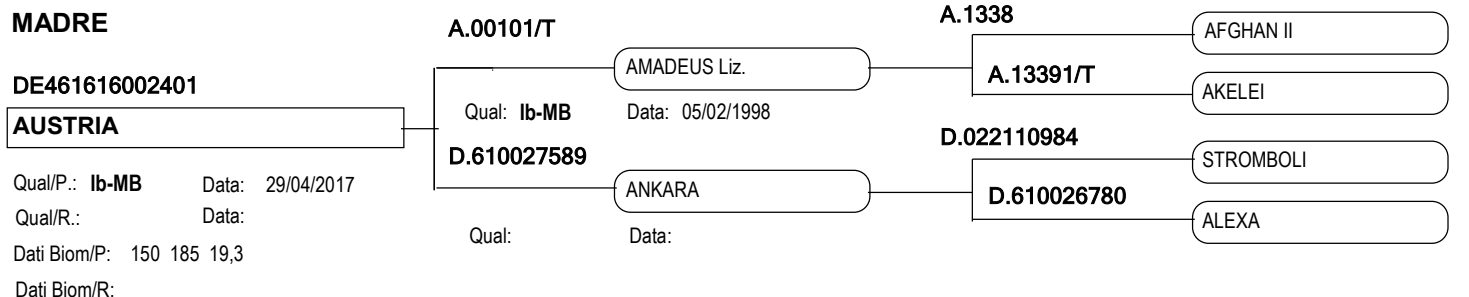 MADRE
DE461616002401
AUSTRIA
Qual/P.: Ib-MB Data: 29/04/2017
Qual/R.: Data:
Dati Biom/P: 150 185 19,3
Dati Biom/R:
A.00101/T
AMADEUS Liz.
Qual: Ib-MB Data: 05/02/1998
D.610027589
ANKARA
Qual: Data:
A.1338
AFGHAN II
A.13391/T
AKELEI
D.022110984
STROMBOLI
D.610026780
ALEXA